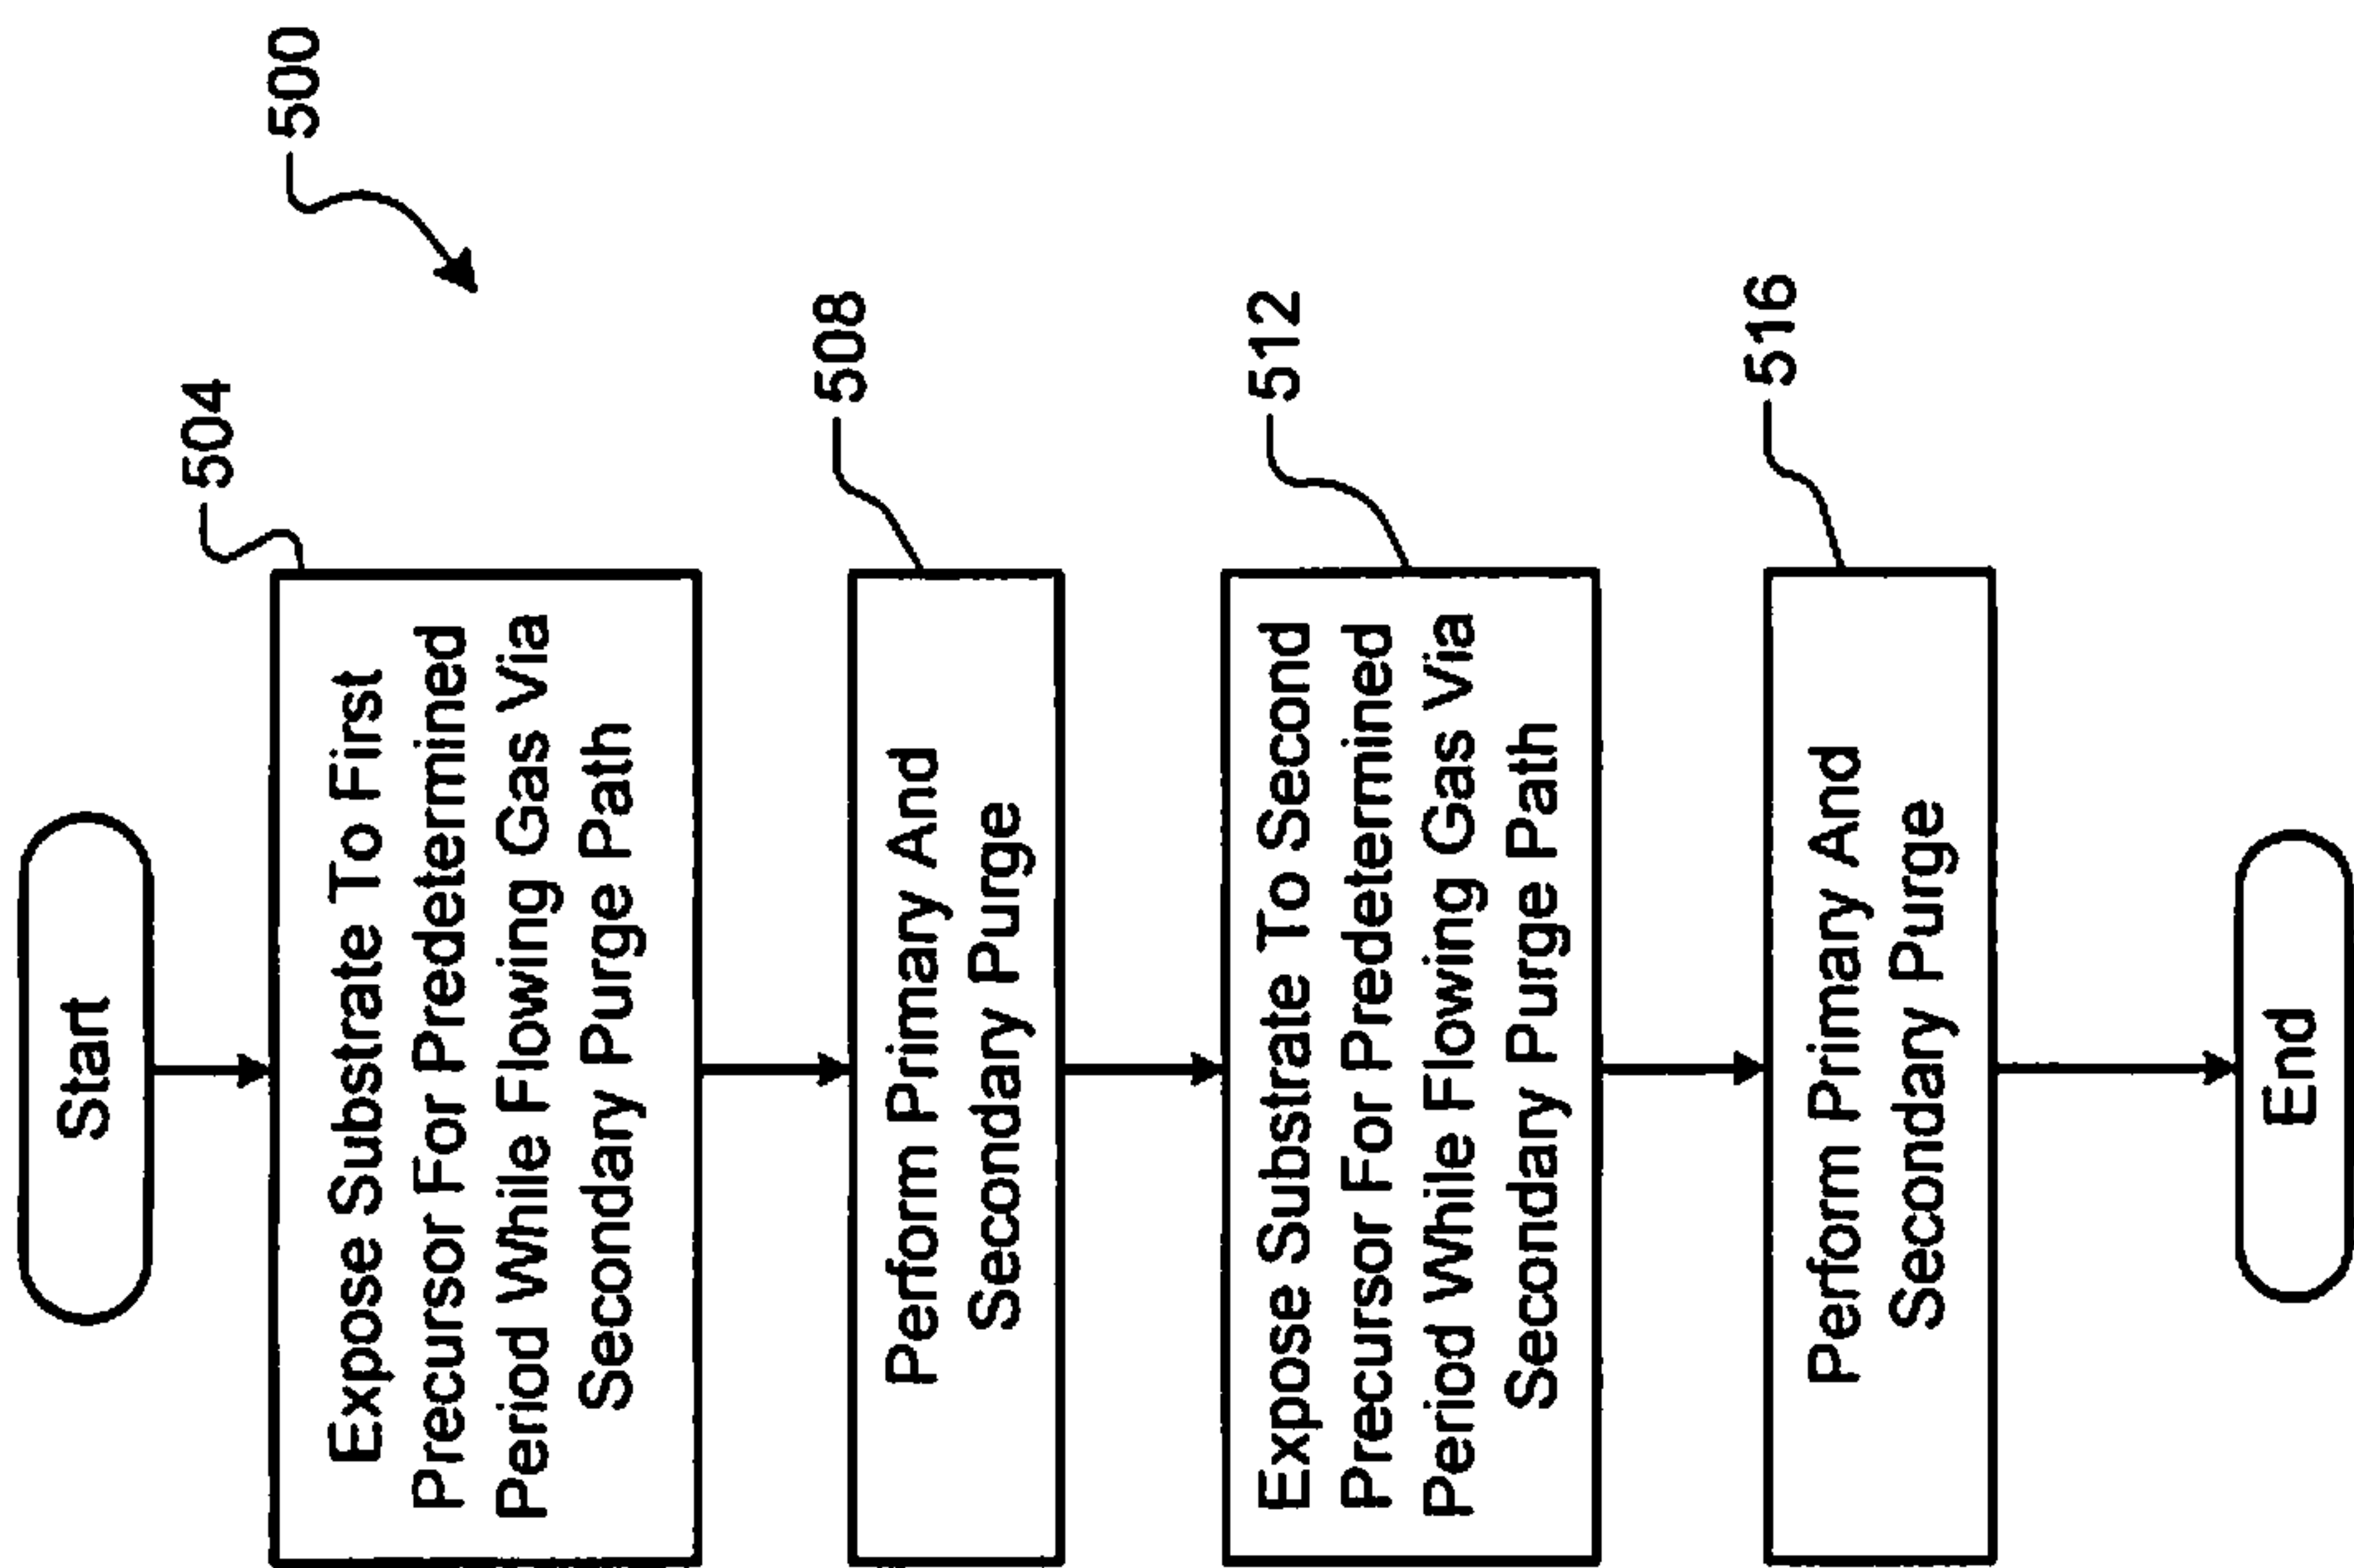 500
Start
504
Expose Substrate To First
Precursor For Predetermined
Period While Flowing Gas Via
Secondary Purge Path
508
Perform Primary And
Secondary Purge
512
Expose Substrate To Second
Precursor For Predetermined
Period While Flowing Gas Via
Secondary Purge Path
516
Perform Primary And
Secondary Purge
End